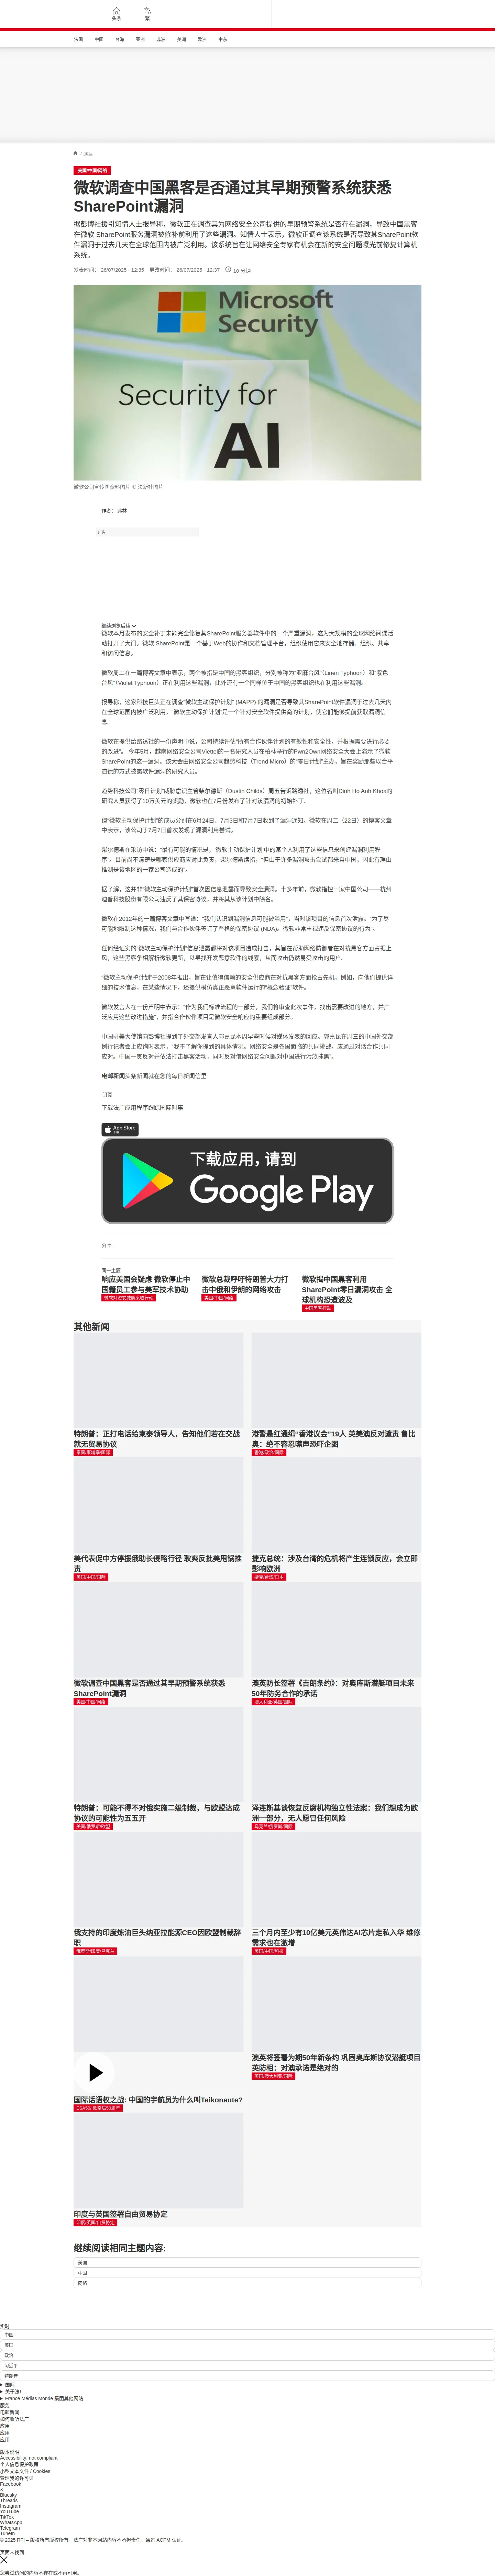 头条
繁
法国
中国
台海
亚洲
非洲
美洲
欧洲
中东
/ 国际
美国/中国/网络
微软调查中国黑客是否通过其早期预警系统获悉
SharePoint漏洞
据彭博社援引知情人士报导称，微软正在调查其为网络安全公司提供的早期预警系统是否存在漏洞，导致中国黑客
在微软 SharePoint服务漏洞被修补前利用了这些漏洞。知情人士表示，微软正调查该系统是否导致其SharePoint软
件漏洞于过去几天在全球范围内被广泛利用。该系统旨在让网络安全专家有机会在新的安全问题曝光前修复计算机
系统。
发表时间： 26/07/2025 - 12:35 更改时间： 26/07/2025 - 12:37 10 分钟
Microsoft
Security
Security for
AI
微软公司宣传图资料图片 © 法新社图片
作者： 弗林
广告
继续浏览后续
微软本月发布的安全补丁未能完全修复其SharePoint服务器软件中的一个严重漏洞，这为大规模的全球网络间谍活
动打开了大门。微软 SharePoint是一个基于Web的协作和文档管理平台，组织使用它来安全地存储、组织、共享
和访问信息。
微软周二在一篇博客文章中表示，两个被指是中国的黑客组织，分别被称为“亚麻台风”（Linen Typhoon）和“紫色
台风”（Violet Typhoon）正在利用这些漏洞，此外还有一个同样位于中国的黑客组织也在利用这些漏洞。
报导称，这家科技巨头正在调查“微软主动保护计划” (MAPP) 的漏洞是否导致其SharePoint软件漏洞于过去几天内
在全球范围内被广泛利用。“微软主动保护计划”是一个针对安全软件提供商的计划，使它们能够提前获取漏洞信
息。
微软在提供给路透社的一份声明中说，公司持续评估“所有合作伙伴计划的有效性和安全性，并根据需要进行必要
的改进”。 今年5月，越南网络安全公司Viettel的一名研究人员在柏林举行的Pwn2Own网络安全大会上演示了微软
SharePoint的这一漏洞。该大会由网络安全公司趋势科技（Trend Micro）的“零日计划”主办，旨在奖励那些以合乎
道德的方式披露软件漏洞的研究人员。
趋势科技公司“零日计划”威胁意识主管柴尔德斯（Dustin Childs）周五告诉路透社，这位名叫Dinh Ho Anh Khoa的
研究人员获得了10万美元的奖励，微软也在7月份发布了针对该漏洞的初始补丁。
但“微软主动保护计划”的成员分别在6月24日、7月3日和7月7日收到了漏洞通知。微软在周二（22日）的博客文章
中表示，该公司于7月7日首次发现了漏洞利用尝试。
柴尔德斯在采访中说：“最有可能的情况是，‘微软主动保护计划’中的某个人利用了这些信息来创建漏洞利用程
序”。目前尚不清楚是哪家供应商应对此负责。柴尔德斯续指，“但由于许多漏洞攻击尝试都来自中国，因此有理由
推测是该地区的一家公司造成的”。
据了解，这并非“微软主动保护计划”首次因信息泄露而导致安全漏洞。十多年前，微软指控一家中国公司——杭州
迪普科技股份有限公司违反了其保密协议，并将其从该计划中除名。
微软在2012年的一篇博客文章中写道：“我们认识到漏洞信息可能被滥用”，当时该项目的信息首次泄露。“为了尽
可能地限制这种情况，我们与合作伙伴签订了严格的保密协议 (NDA)。微软非常重视违反保密协议的行为”。
任何经证实的“微软主动保护计划”信息泄露都将对该项目造成打击，其旨在帮助网络防御者在对抗黑客方面占据上
风，这些黑客争相解析微软更新，以寻找开发恶意软件的线索，从而攻击仍然易受攻击的用户。
“微软主动保护计划”于2008年推出，旨在让值得信赖的安全供应商在对抗黑客方面抢占先机，例如，向他们提供详
细的技术信息，在某些情况下，还提供模仿真正恶意软件运行的“概念验证”软件。
微软发言人在一份声明中表示：“作为我们标准流程的一部分，我们将审查此次事件，找出需要改进的地方，并广
泛应用这些改进措施”，并指合作伙伴项目是微软安全响应的重要组成部分。
中国驻美大使馆向彭博社提到了外交部发言人郭嘉昆本周早些时候对媒体发表的回应。郭嘉昆在周三的中国外交部
例行记者会上应询时表示，“我不了解你提到的具体情况。网络安全是各国面临的共同挑战，应通过对话合作共同
应对。中国一贯反对并依法打击黑客活动，同时反对借网络安全问题对中国进行污蔑抹黑”。
电邮新闻头条新闻就在您的每日新闻信里
订阅
下载法广应用程序跟踪国际时事
App Store
下载
下载应用，请到
Google Play
分享：
同一主题
响应美国会疑虑 微软停止中
国籍员工参与美军技术协助
微软对资安威胁采取行动
微软总裁呼吁特朗普大力打
击中俄和伊朗的网络攻击
美国/中国/网络
微软揭中国黑客利用
SharePoint零日漏洞攻击 全
球机构恐遭波及
中国黑客行动
其他新闻
特朗普：正打电话给柬泰领导人，告知他们若在交战
就无贸易协议
泰国/柬埔寨/国际
港警悬红通缉“香港议会”19人 英美澳反对谴责 鲁比
奥：绝不容忍噤声恐吓企图
香港/政治/国际
美代表促中方停援俄助长侵略行径 耿爽反批美甩锅推
责
美国/中国/国际
捷克总统：涉及台湾的危机将产生连锁反应，会立即
影响欧洲
捷克/台湾/日本
微软调查中国黑客是否通过其早期预警系统获悉
SharePoint漏洞
美国/中国/网络
澳英防长签署《吉朗条约》：对奥库斯潜艇项目未来
50年防务合作的承诺
澳大利亚/英国/国际
特朗普：可能不得不对俄实施二级制裁，与欧盟达成
协议的可能性为五五开
美国/俄罗斯/欧盟
泽连斯基谈恢复反腐机构独立性法案：我们想成为欧
洲一部分，无人愿冒任何风险
乌克兰/俄罗斯/国际
俄支持的印度炼油巨头纳亚拉能源CEO因欧盟制裁辞
职
俄罗斯/印度/乌克兰
三个月内至少有10亿美元英伟达AI芯片走私入华 维修
需求也在激增
美国/中国/科技
国际话语权之战: 中国的宇航员为什么叫Taikonaute?
ESA50/ 欧空局50周年
澳英将签署为期50年新条约 巩固奥库斯协议潜艇项目
英防相：对澳承诺是绝对的
英国/澳大利亚/国际
印度与英国签署自由贸易协定
印度/英国/自贸协定
继续阅读相同主题内容:
美国
中国
网络
实时
中国
美国
政治
习近平
特朗普
国际
关于法广
France Médias Monde 集团其他网站
服务
电邮新闻
如何收听法广
应用
应用
应用
版本说明
Accessibility: not compliant
个人信息保护政策
小型文本文件 / Cookies
管理我的许可证
Facebook
X
Bluesky
Threads
Instagram
YouTube
TikTok
WhatsApp
Telegram
TuneIn
© 2025 RFI – 版权所有版权所有。法广对非本网站内容不承担责任。通过 ACPM 认证。
页面未找到
您尝试访问的内容不存在或不再可用。